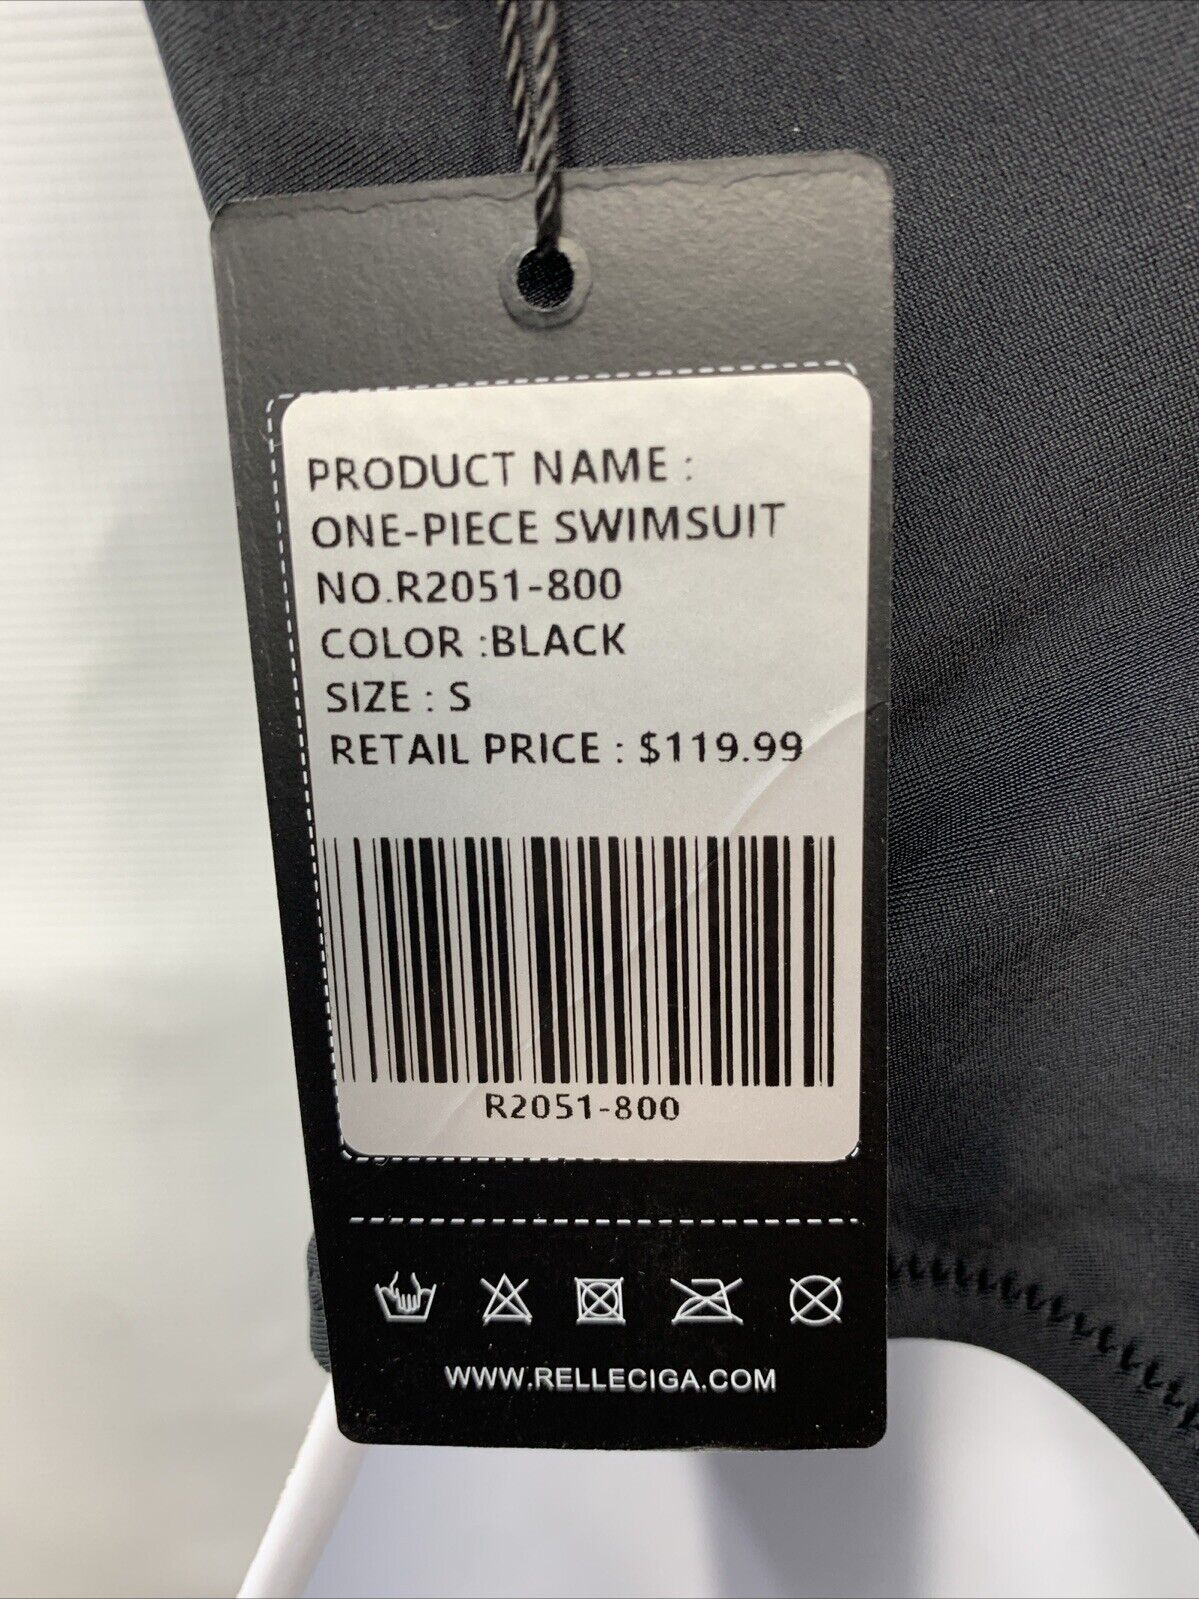 PRODUCT NAME :
ONE-PIECE SWIMSUIT
NO.R2051-800
COLOR :BLACK
SIZE : S
RETAIL PRICE : $119.99
R2051-800
WWW.RELLECIGA.COM